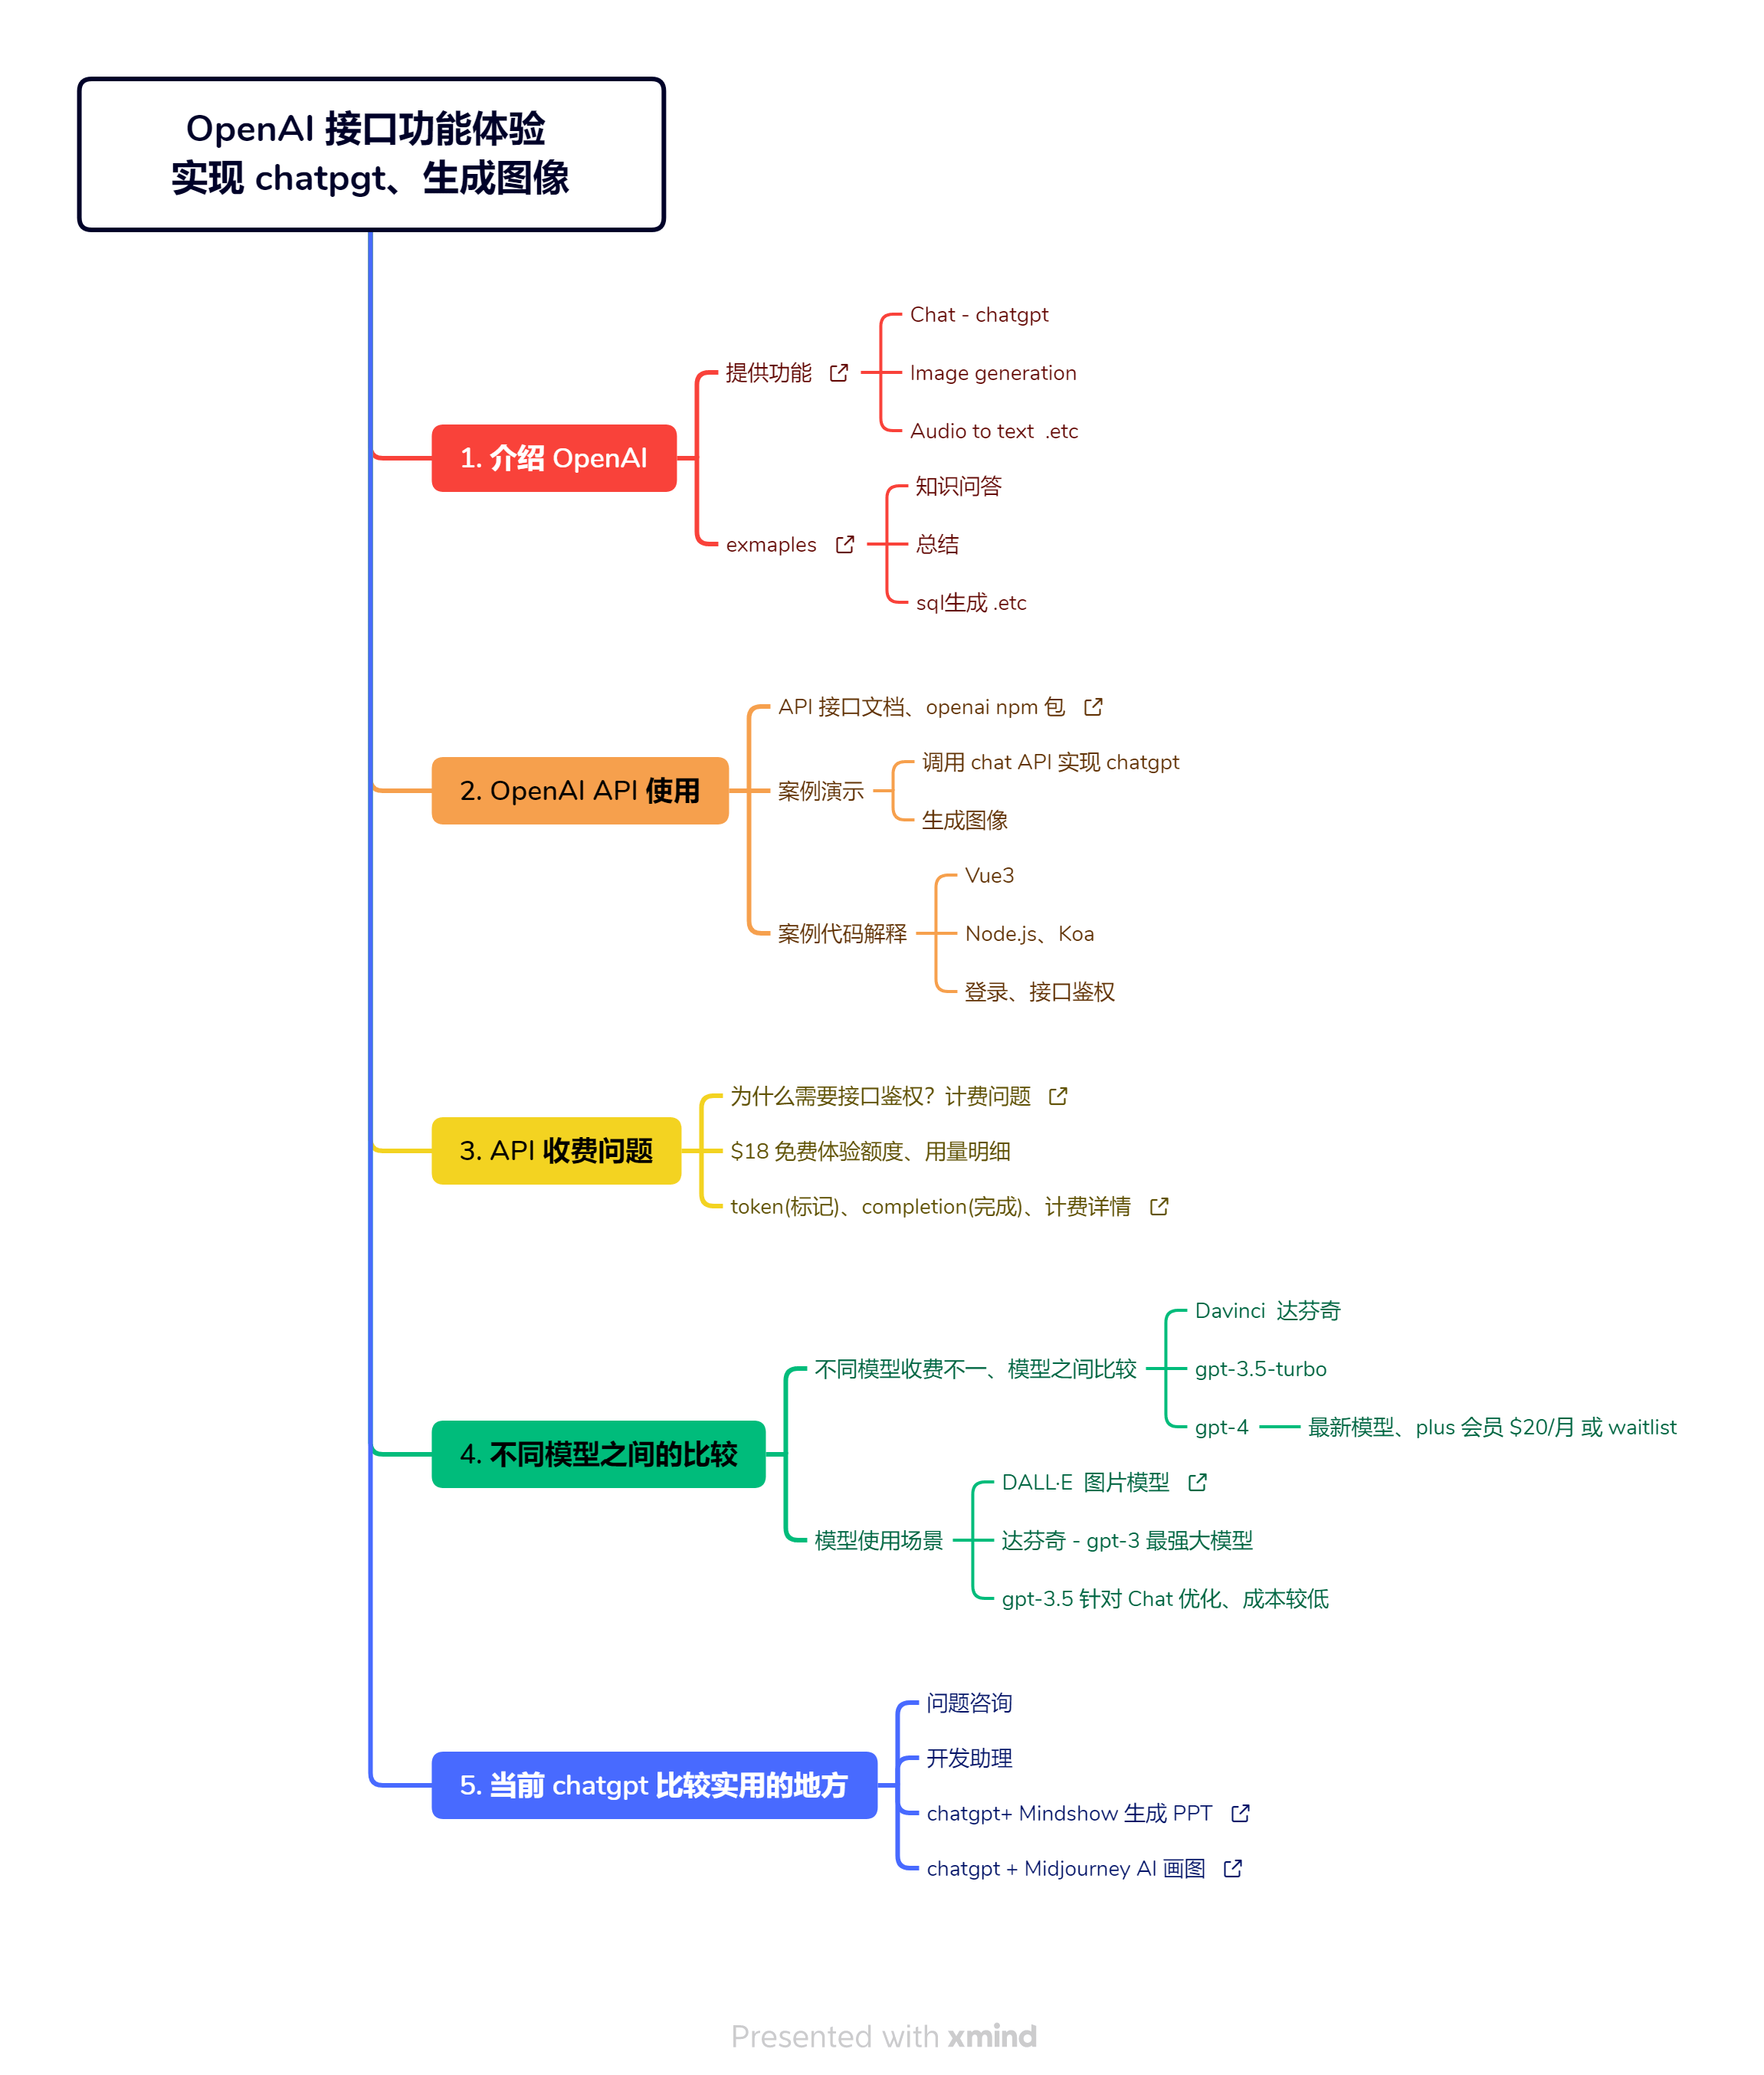 OpenAI 接口功能体验
实现 chatpgt、生成图像
1. 介绍 OpenAI
提供功能
Chat - chatgpt
Image generation
Audio to text .etc
exmaples
知识问答
总结
sql生成 .etc
2. OpenAI API 使用
API 接口文档、openai npm 包
案例演示
调用 chat API 实现 chatgpt
生成图像
案例代码解释
Vue3
Node.js、Koa
登录、接口鉴权
3. API 收费问题
为什么需要接口鉴权？计费问题
$18 免费体验额度、用量明细
token(标记)、completion(完成)、计费详情
4. 不同模型之间的比较
不同模型收费不一、模型之间比较
Davinci 达芬奇
gpt-3.5-turbo
gpt-4
最新模型、plus 会员 $20/月 或 waitlist
模型使用场景
DALL·E 图片模型
达芬奇 - gpt-3 最强大模型
gpt-3.5 针对 Chat 优化、成本较低
5. 当前 chatgpt 比较实用的地方
问题咨询
开发助理
chatgpt+ Mindshow 生成 PPT
chatgpt + Midjourney AI 画图
Presented with xmind